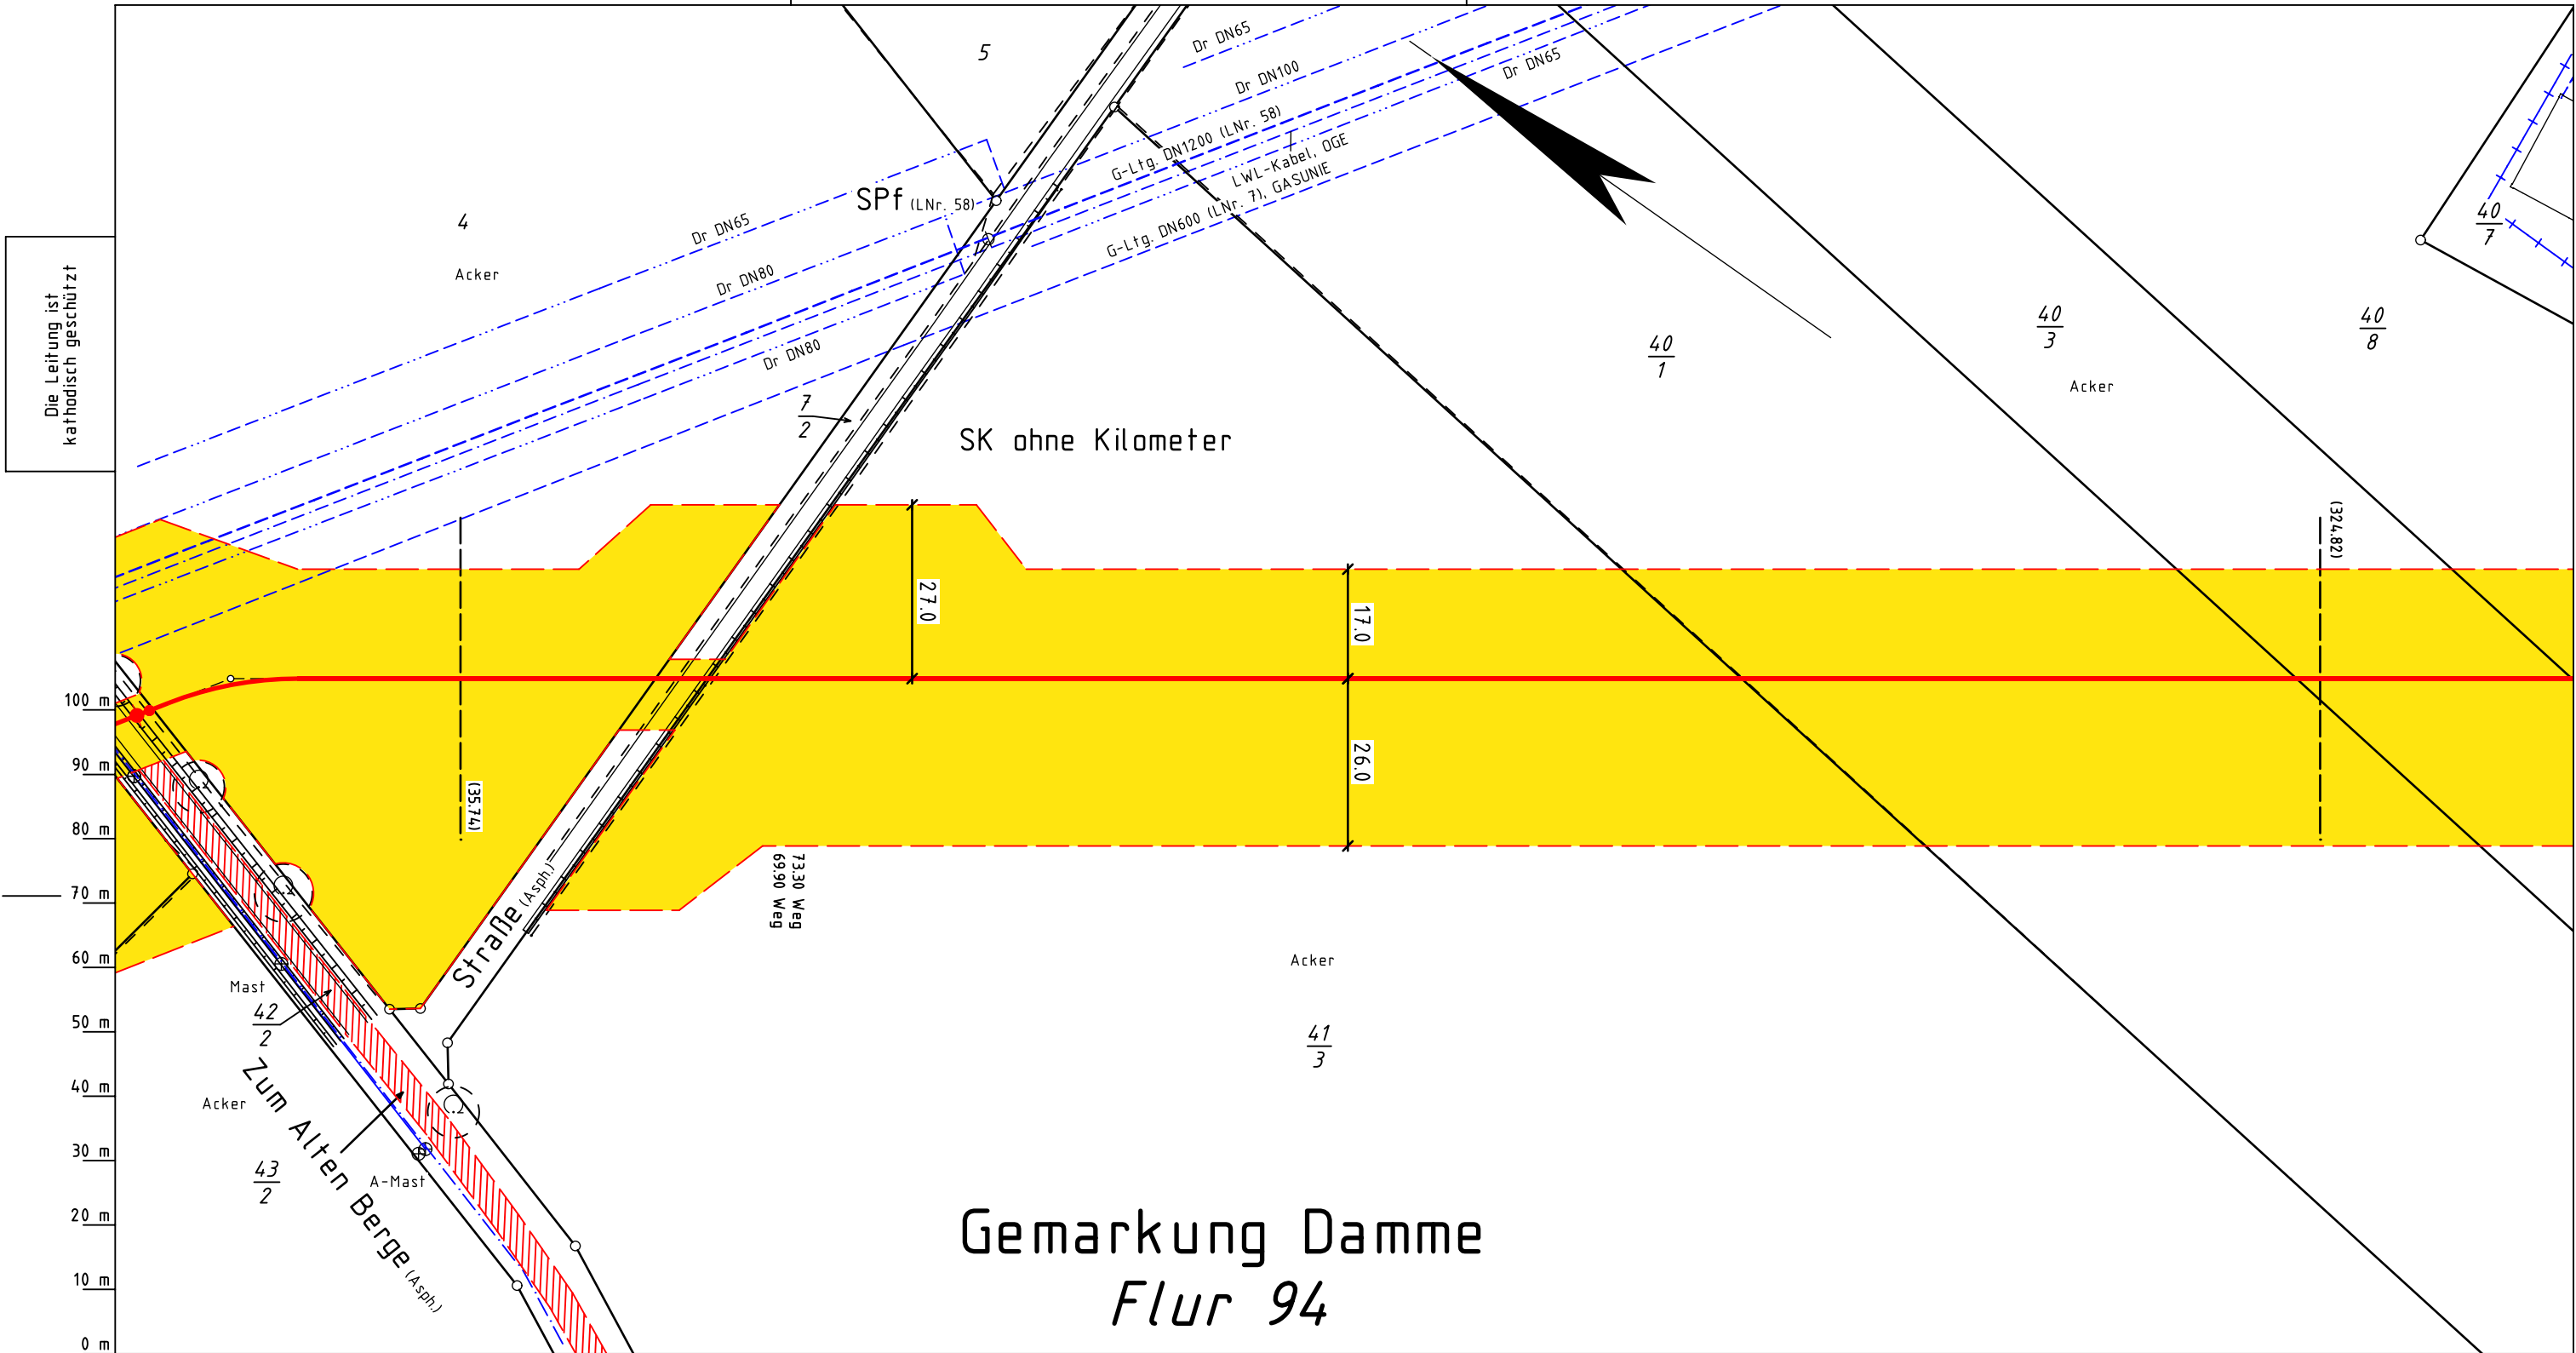 5
Dr DN65
Dr DN100
Dr DN65
G-Ltg. DN1200 (LNr. 58)
LWL-Kabel, OGE
G-Ltg. DN600 (LNr. 7), GASUNIE
SPf (LNr. 58)
4
Acker
Dr DN65
Dr DN80
Dr DN80
40
7
40
3
40
8
40
1
Acker
Die Leitung ist
kathodisch geschützt
7
2
SK ohne Kilometer
(324.82)
27.0
17.0
26.0
(35.74)
73.30 Weg
69.90 Weg
100 m
90 m
80 m
70 m
60 m
50 m
40 m
30 m
20 m
10 m
0 m
Straße (Asph.)
Mast
42
2
Acker
41
3
Acker
43
2
A-Mast
Zum Alten Berge (Asph.)
Gemarkung Damme
Flur 94